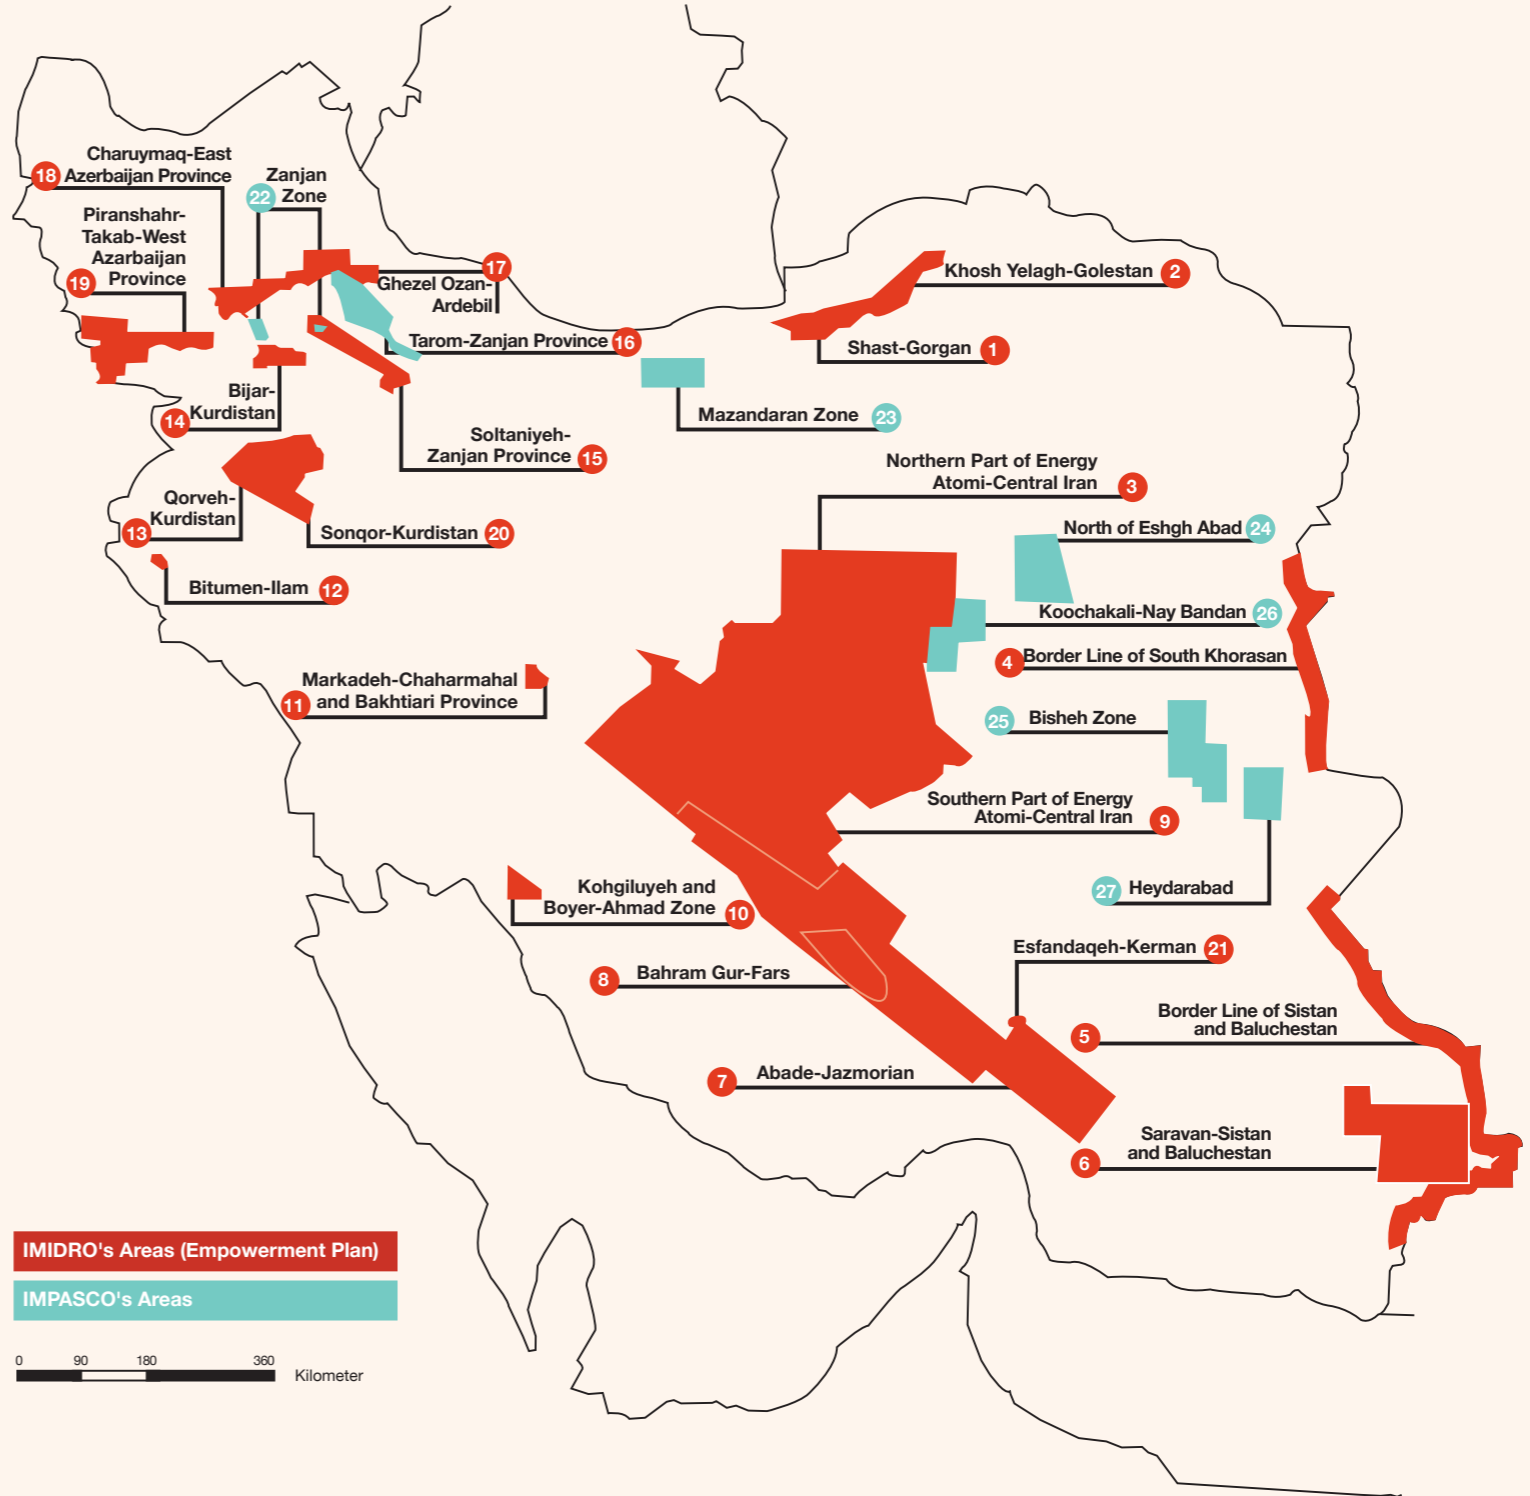 Charuymaq-East
Azerbaijan Province
18
Zanjan
Zone
22
Piranshahr-
Takab-West
Azarbaijan
Province
19
17
Ghezel Ozan-
Ardebil
Khosh Yelagh-Golestan
2
Tarom-Zanjan Province
16
Shast-Gorgan
1
Bijar-
Kurdistan
14
Mazandaran Zone
23
Soltaniyeh-
Zanjan Province
15
Northern Part of Energy
Atomi-Central Iran
3
Qorveh-
Kurdistan
13
Sonqor-Kurdistan
20
North of Eshgh Abad
24
Bitumen-Ilam
12
Koochakali-Nay Bandan
26
4
Border Line of South Khorasan
Markadeh-Chaharmahal
and Bakhtiari Province
11
25
Bisheh Zone
Southern Part of Energy
Atomi-Central Iran
9
Kohgiluyeh and
Boyer-Ahmad Zone
10
27
Heydarabad
Esfandaqeh-Kerman
21
8
Bahram Gur-Fars
Border Line of Sistan
and Baluchestan
5
7
Abade-Jazmorian
Saravan-Sistan
and Baluchestan
6
IMIDRO's Areas (Empowerment Plan)
IMPASCO's Areas
0 90 180 360
Kilometer